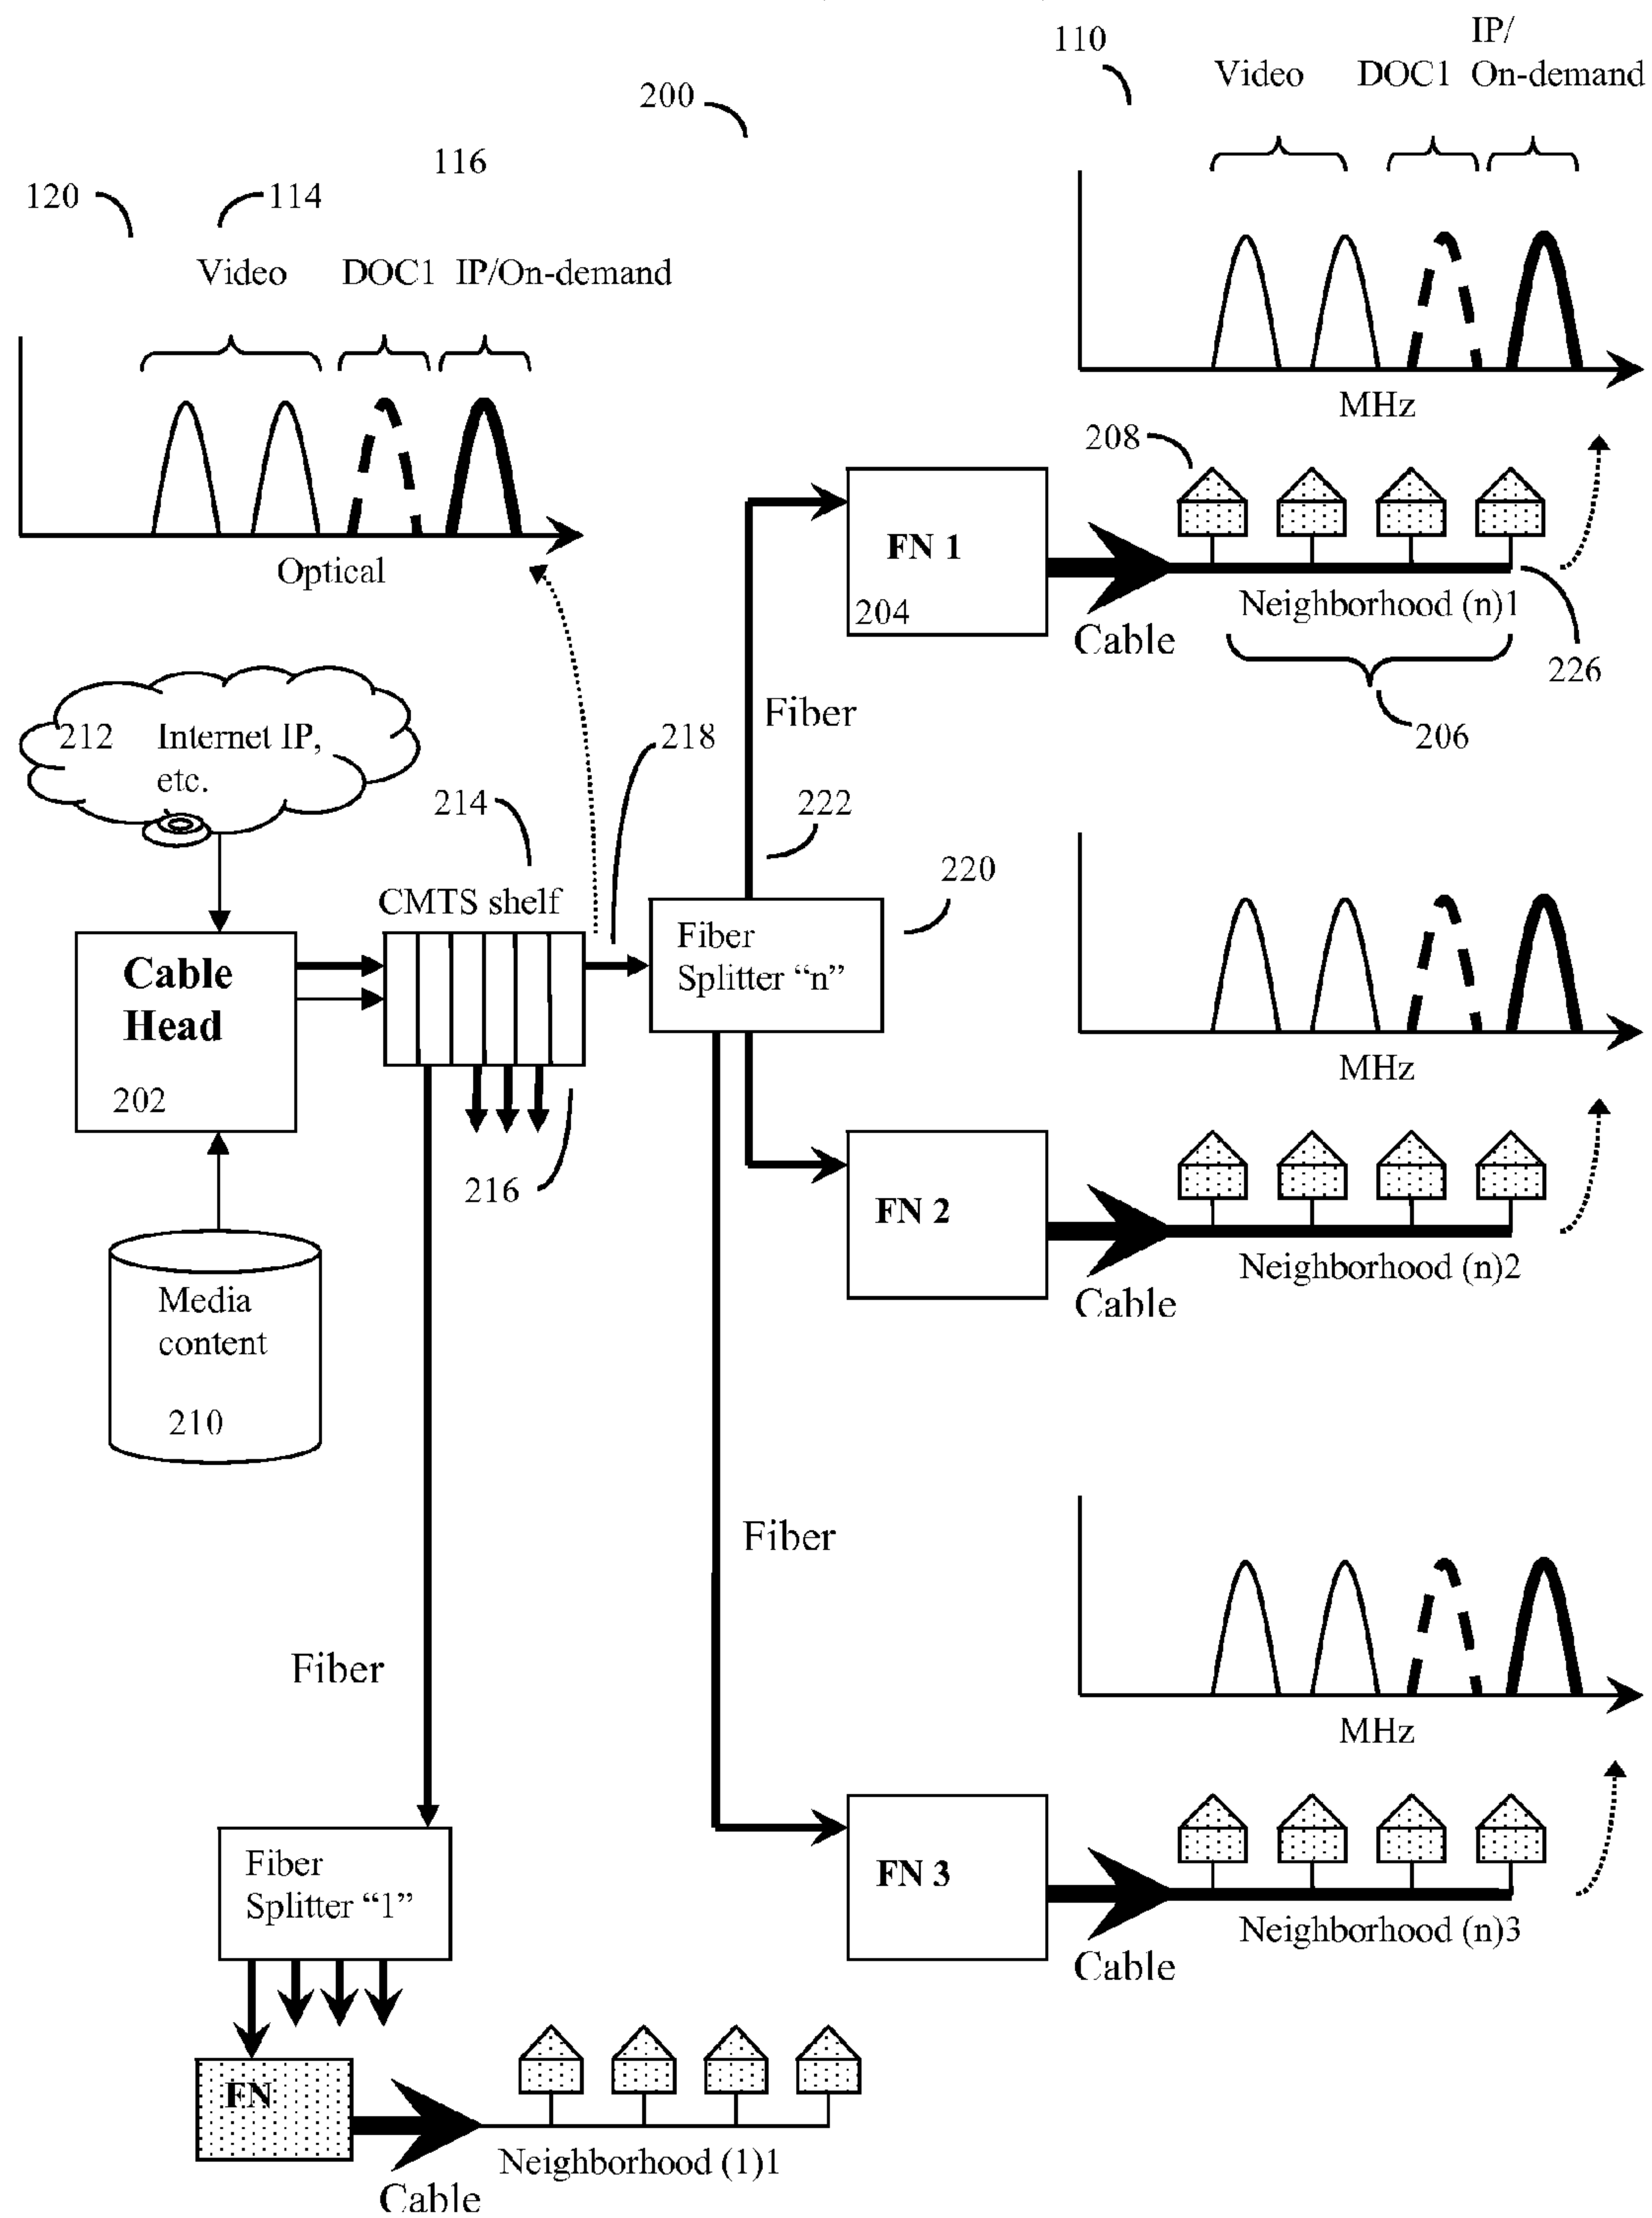 110
IP/
Video DOC1 On-demand
200
116
120
114
Video DOC1 IP/On-demand
MHz
208
Optical
FN 1
204
Neighborhood (n)1
Cable
226
Fiber
206
212 Internet IP,
etc.
218
214
222
220
CMTS shelf
Fiber
Splitter “n”
Cable
Head
202
MHz
216
FN 2
Neighborhood (n)2
Cable
Media
content
210
Fiber
Fiber
MHz
Fiber
Splitter “1”
FN 3
Neighborhood (n)3
Cable
FN
Neighborhood (1)1
Cable